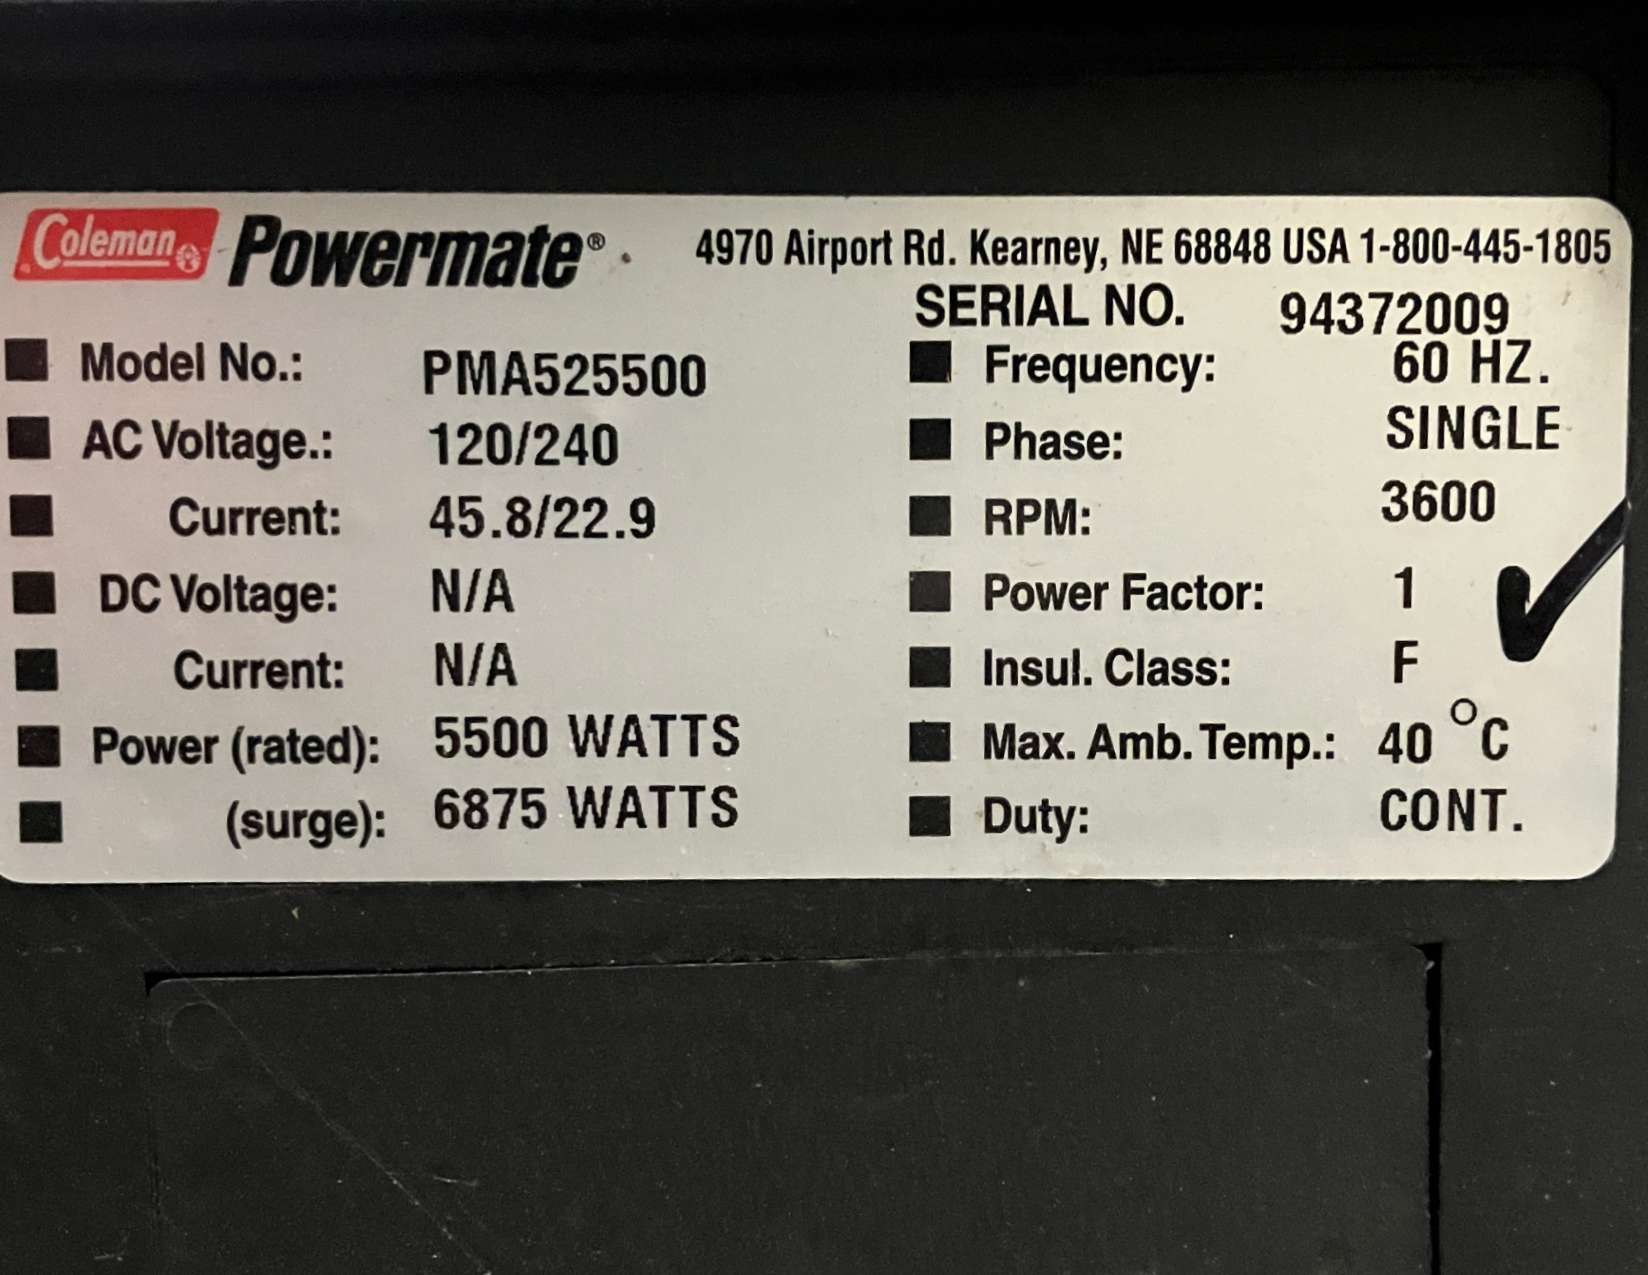 Coleman Powermate® 4970 Airport Rd. Kearney, NE 68848 USA 1-800-445-1805
SERIAL NO. 94372009
Model No.: PMA525500
Frequency: 60 HZ.
AC Voltage.: 120/240
Phase: SINGLE
Current: 45.8/22.9
RPM: 3600
DC Voltage: N/A
Power Factor: 1
Current: N/A
Insul. Class: F
Power (rated): 5500 WATTS
Max. Amb. Temp.: 40 °C
(surge): 6875 WATTS
Duty: CONT.